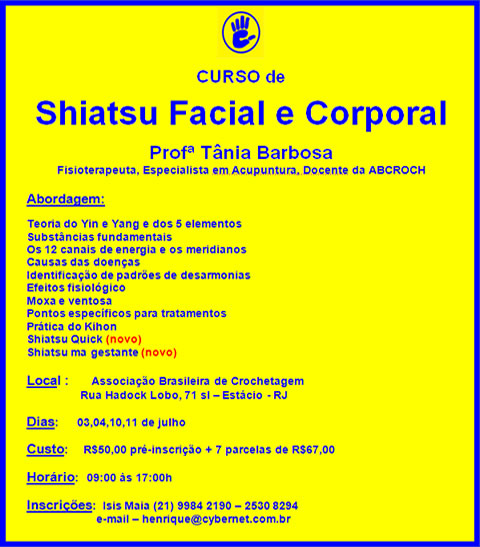 CURSO de
Shiatsu Facial e Corporal
Profª Tânia Barbosa
Fisioterapeuta, Especialista em Acupuntura, Docente da ABCROCH
Abordagem:
Teoria do Yin e Yang e dos 5 elementos
Substâncias fundamentais
Os 12 canais de energia e os meridianos
Causas das doenças
Identificação de padrões de desarmonias
Efeitos fisiológico
Moxa e ventosa
Pontos específicos para tratamentos
Prática do Kihon
Shiatsu Quick (novo)
Shiatsu ma gestante (novo)
Local : Associação Brasileira de Crochetagem
Rua Hadock Lobo, 71 sl – Estácio - RJ
Dias: 03,04,10,11 de julho
Custo: R$50,00 pré-inscrição + 7 parcelas de R$67,00
Horário: 09:00 às 17:00h
Inscrições: Isis Maia (21) 9984 2190 – 2530 8294
e-mail – henrique@cybernet.com.br